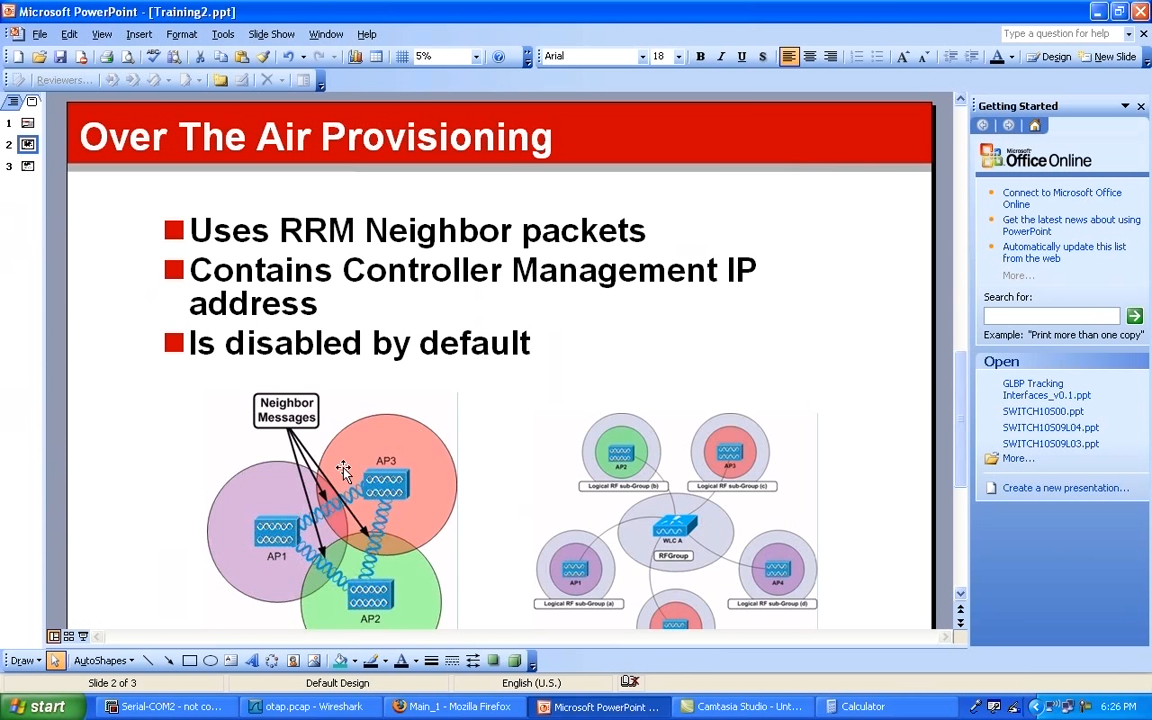 Microsoft PowerPoint - [Training2.ppt]
File Edit View Insert Format Tools Slide Show Window Help
Type a question for help
5%
Arial
18
B I U S
A
Design
New Slide
Reviewers...
1
2
3
Over The Air Provisioning
Uses RRM Neighbor packets
Contains Controller Management IP
address
Is disabled by default
Neighbor
Messages
AP3
AP1
AP2
AP2
AP3
Logical RF sub-Group (b)
Logical RF sub-Group (c)
WLC A
RFGroup
AP1
AP4
Logical RF sub-Group (a)
Logical RF sub-Group (d)
Getting Started
Microsoft
Office Online
Connect to Microsoft Office
Online
Get the latest news about using
PowerPoint
Automatically update this list
from the web
More...
Search for:
Example: "Print more than one copy"
Open
GLBP Tracking
Interfaces_v0.1.ppt
SWITCH10S00.ppt
SWITCH10S09L04.ppt
SWITCH10S09L03.ppt
More...
Create a new presentation...
Draw
AutoShapes
Slide 2 of 3
Default Design
English (U.S.)
start
Serial-COM2 - not co...
otap.pcap - Wireshark
Main_1 - Mozilla Firefox
Microsoft PowerPoint ...
Camtasia Studio - Unt...
Calculator
6:26 PM